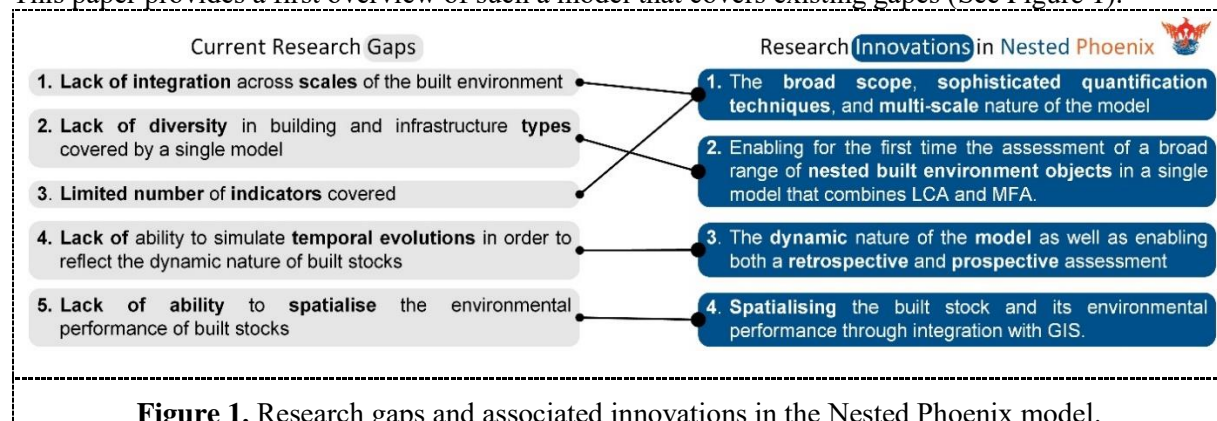 This paper provides a first overview of such a model that covers existing gapes (See Figure 1).
Current Research Gaps
1. Lack of integration across scales of the built environment
2. Lack of diversity in building and infrastructure types
covered by a single model
3. Limited number of indicators covered
4. Lack of ability to simulate temporal evolutions in order to
reflect the dynamic nature of built stocks
5. Lack of ability to spatialise the environmental
performance of built stocks
Research Innovations in Nested Phoenix
1. The broad scope, sophisticated quantification
techniques, and multi-scale nature of the model
2. Enabling for the first time the assessment of a broad
range of nested built environment objects in a single
model that combines LCA and MFA.
3. The dynamic nature of the model as well as enabling
both a retrospective and prospective assessment
4. Spatialising the built stock and its environmental
performance through integration with GIS.
Figure 1. Research gaps and associated innovations in the Nested Phoenix model.